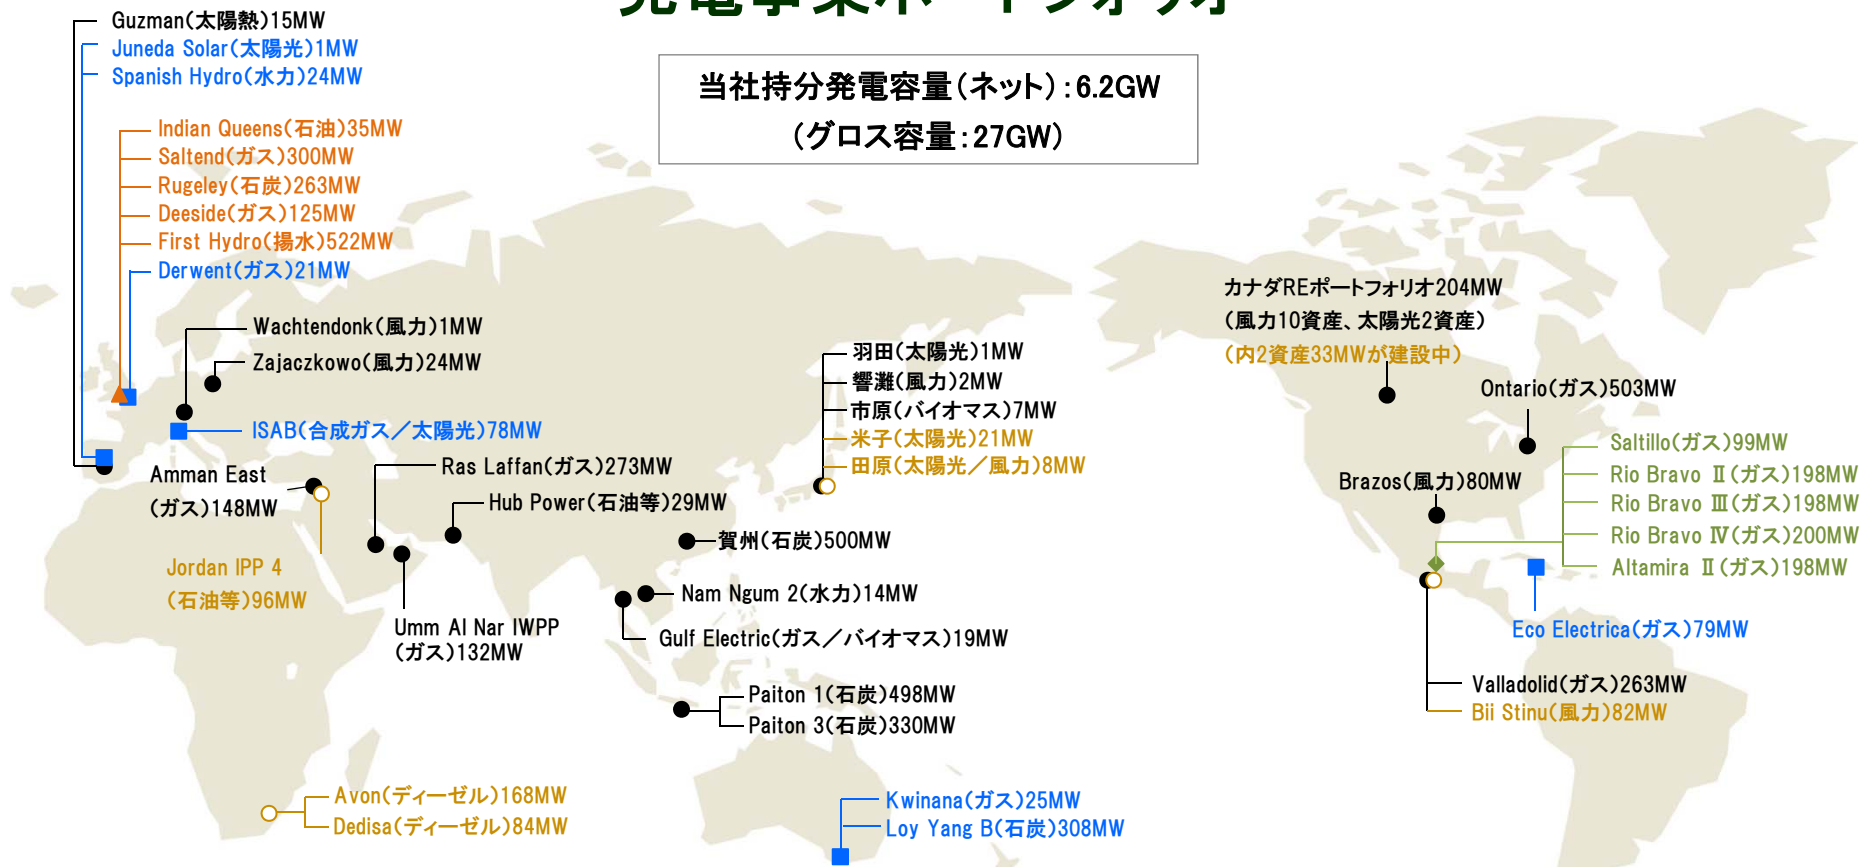 発電事業ポートフォリオ
当社持分発電容量(ネット):6.2GW
(グロス容量:27GW)
Guzman(太陽熱)15MW
Juneda Solar(太陽光)1MW
Spanish Hydro(水力)24MW
Indian Queens(石油)35MW
Saltend(ガス)300MW
Rugeley(石炭)263MW
Deeside(ガス)125MW
First Hydro(揚水)522MW
Derwent(ガス)21MW
Wachtendonk(風力)1MW
Zajaczkowo(風力)24MW
ISAB(合成ガス/太陽光)78MW
Amman East
(ガス)148MW
Jordan IPP 4
(石油等)96MW
Ras Laffan(ガス)273MW
Hub Power(石油等)29MW
Umm Al Nar IWPP
(ガス)132MW
羽田(太陽光)1MW
響灘(風力)2MW
市原(バイオマス)7MW
米子(太陽光)21MW
田原(太陽光/風力)8MW
賀州(石炭)500MW
Nam Ngum 2(水力)14MW
Gulf Electric(ガス/バイオマス)19MW
Paiton 1(石炭)498MW
Paiton 3(石炭)330MW
Avon(ディーゼル)168MW
Dedisa(ディーゼル)84MW
Kwinana(ガス)25MW
Loy Yang B(石炭)308MW
カナダREポートフォリオ204MW
(風力10資産、太陽光2資産)
(内2資産33MWが建設中)
Ontario(ガス)503MW
Brazos(風力)80MW
Saltillo(ガス)99MW
Rio Bravo Ⅱ(ガス)198MW
Rio Bravo Ⅲ(ガス)198MW
Rio Bravo Ⅳ(ガス)200MW
Altamira Ⅱ(ガス)198MW
Eco Electrica(ガス)79MW
Valladolid(ガス)263MW
Bii Stinu(風力)82MW